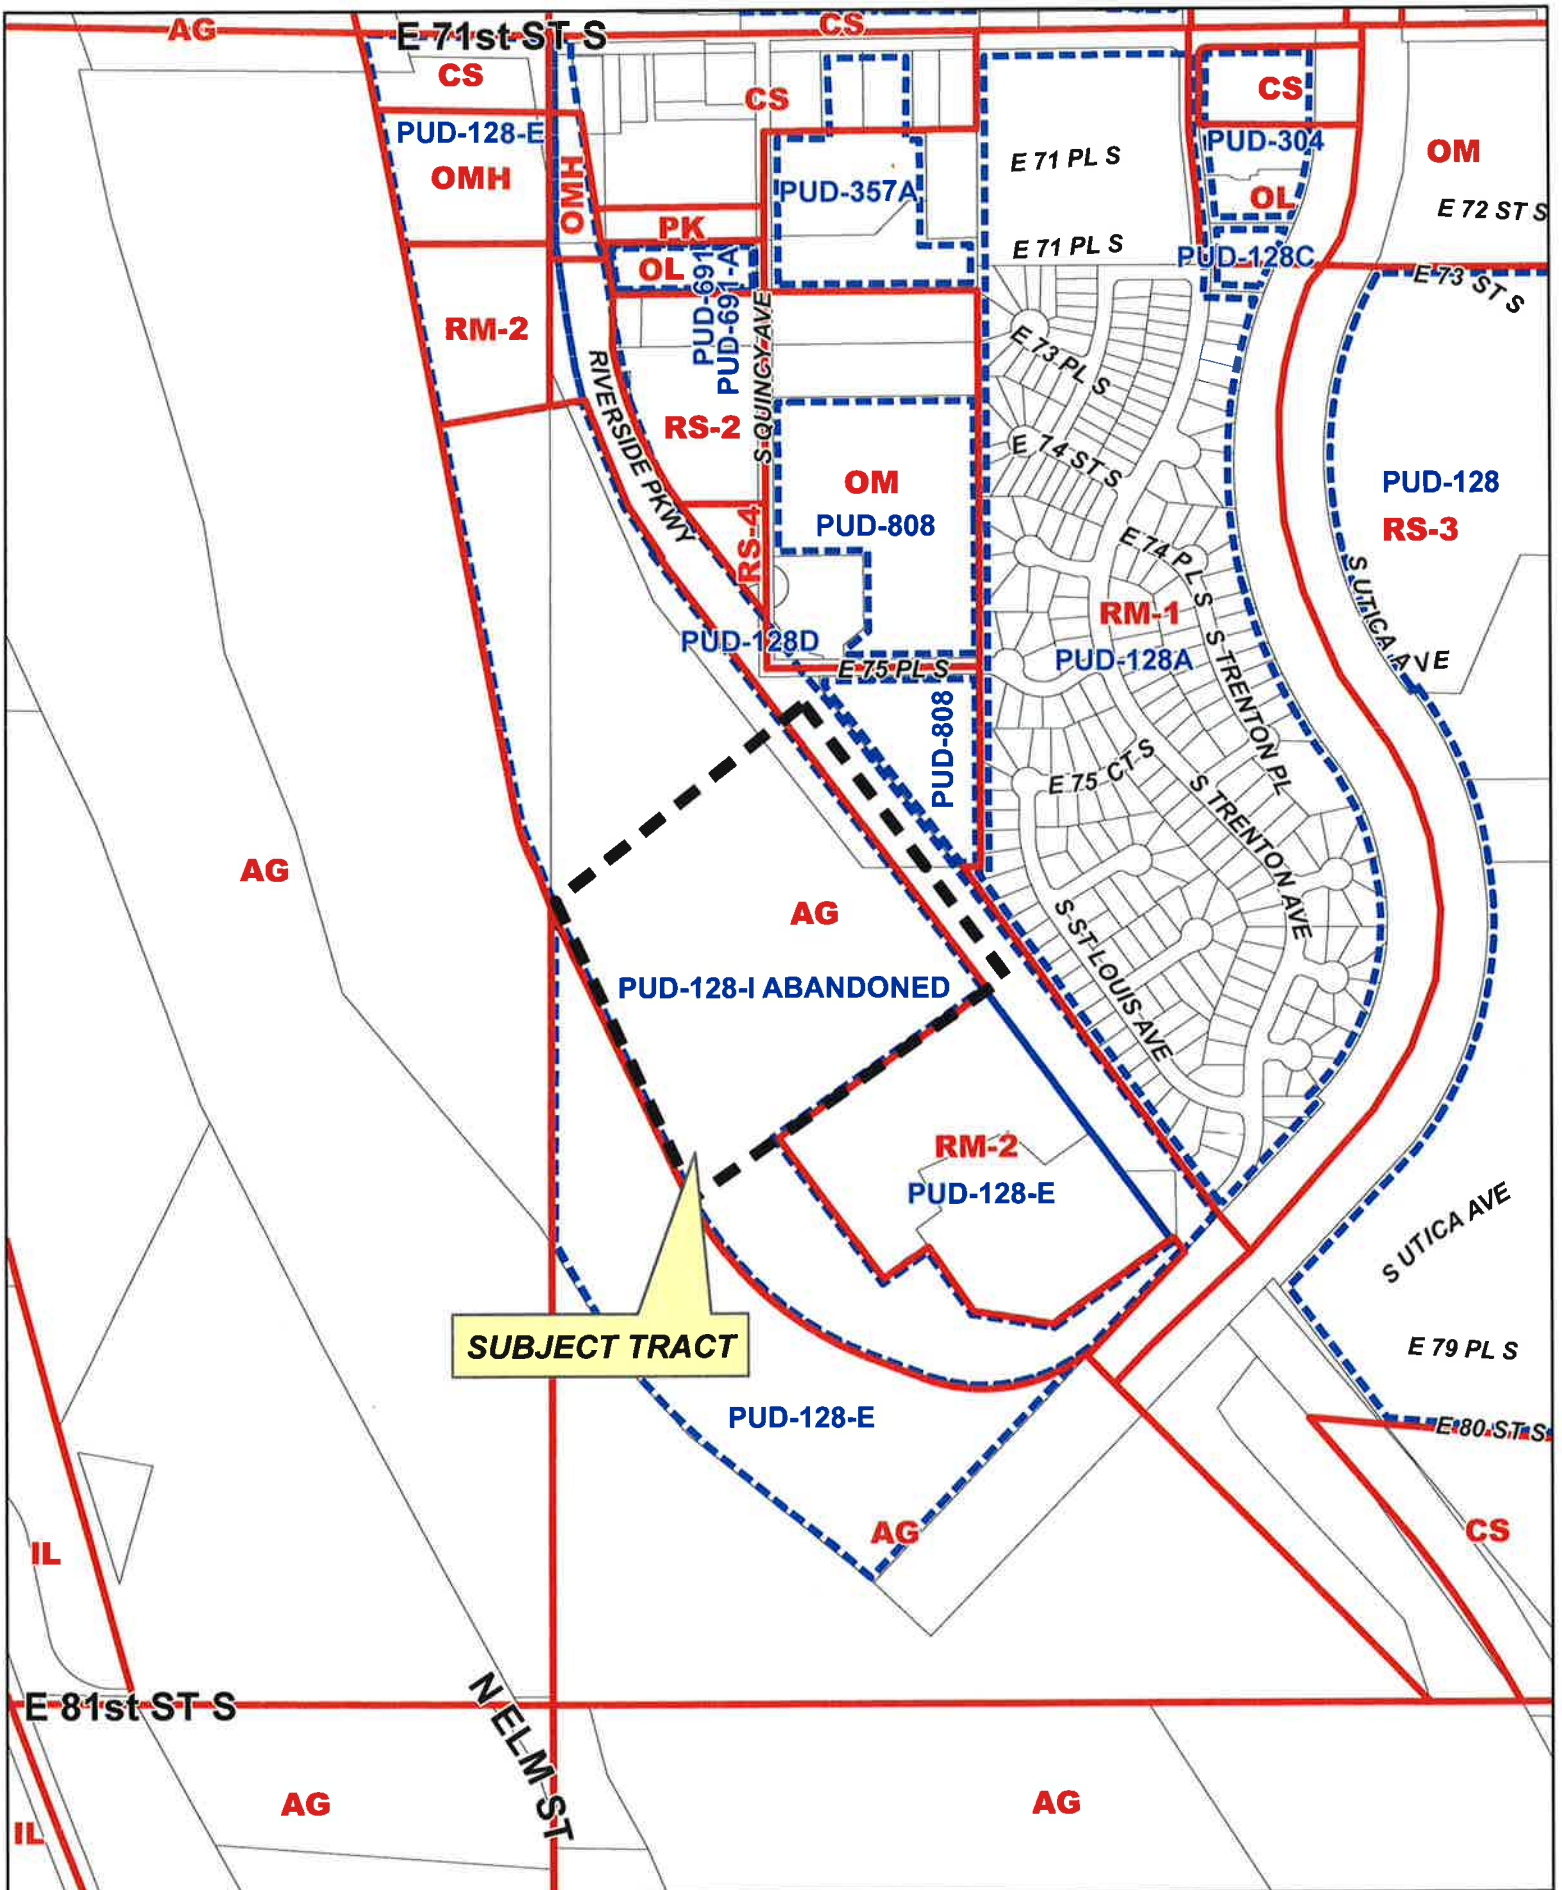 AG
E 71st ST S
CS
CS
CS
CS
PUD-128-E
OMH
OMH
PUD-357A
E 71 PL S
PUD-304
OM
OL
E 72 ST S
PK
OL
PUD-691
PUD-691-A
E 71 PL S
PUD-128C
E 73 ST S
RM-2
RIVERSIDE PKWY
S QUINCY AVE
E 73 PL S
RS-2
E 74 ST S
OM
PUD-808
PUD-128
RS-3
RS-4
E 74 PL S
S UTICA AVE
RM-1
PUD-128D
PUD-128A
E 75 PL S
S TRENTON PL
PUD-808
E 75 CT S
S TRENTON AVE
AG
AG
S ST LOUIS AVE
PUD-128-I ABANDONED
RM-2
PUD-128-E
S UTICA AVE
SUBJECT TRACT
E 79 PL S
PUD-128-E
E 80 ST S
AG
CS
IL
E 81st ST S
N ELM ST
AG
AG
IL